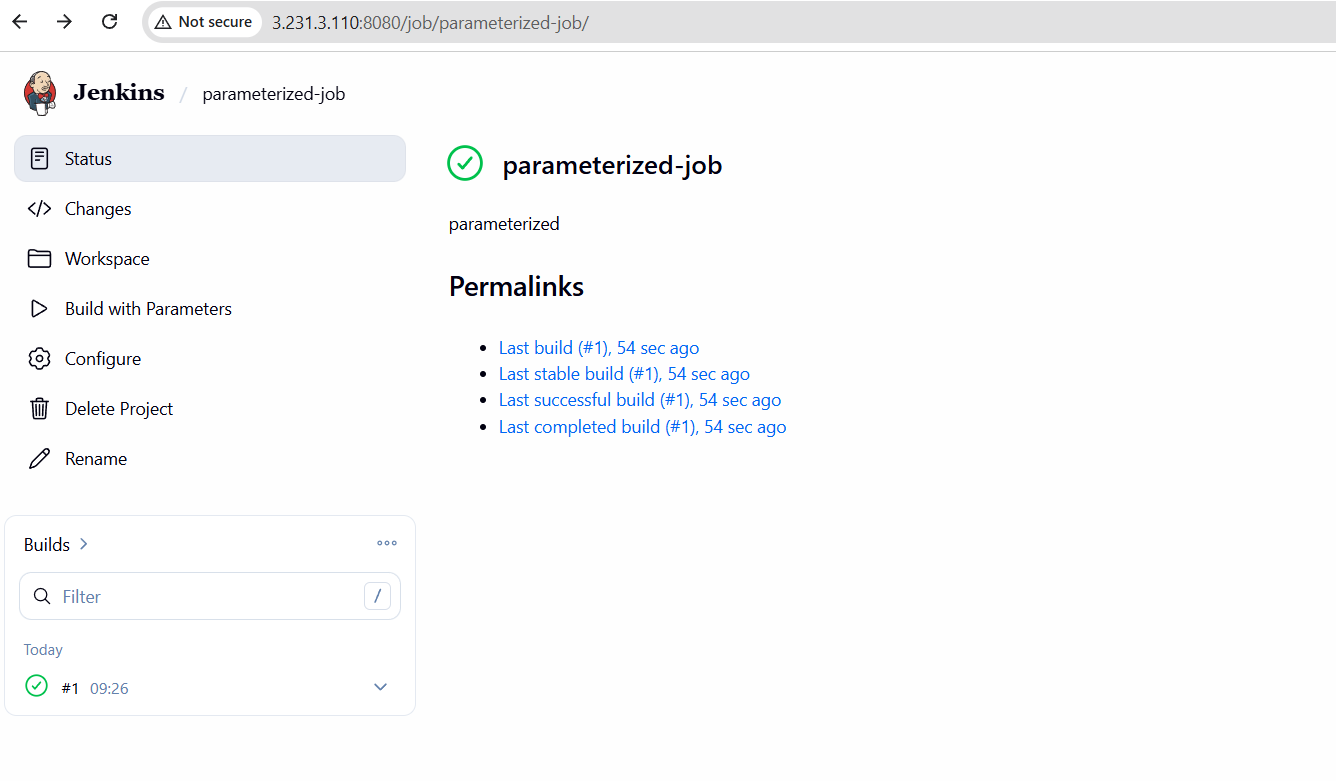 Not secure 3.231.3.110:8080/job/parameterized-job/
Jenkins / parameterized-job
Status
Changes
Workspace
Build with Parameters
Configure
Delete Project
Rename
Builds
Filter /
Today
#1 09:26
parameterized-job
parameterized
Permalinks
Last build (#1), 54 sec ago
Last stable build (#1), 54 sec ago
Last successful build (#1), 54 sec ago
Last completed build (#1), 54 sec ago